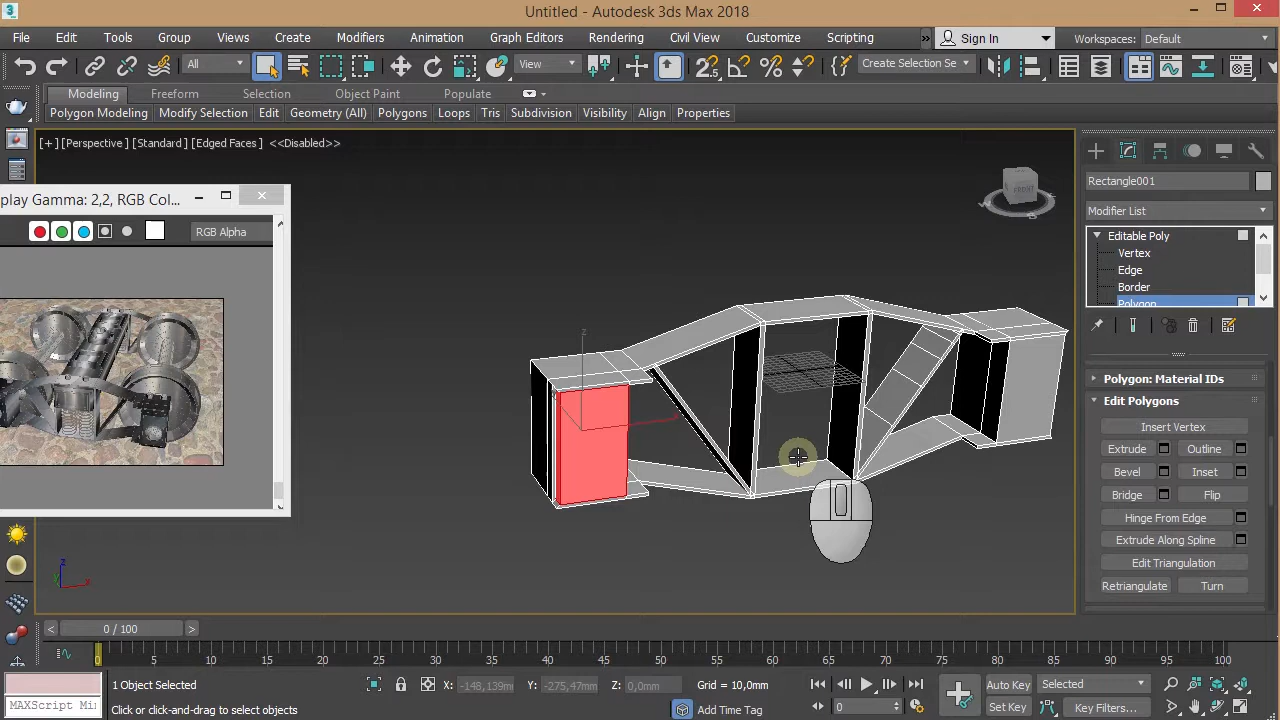 Untitled - Autodesk 3ds Max 2018
File Edit Tools Group Views Create Modifiers Animation Graph Editors Rendering Civil View Customize Scripting » Sign In Workspaces: Default
All View Create Selection Se
Modeling Freeform Selection Object Paint Populate
Polygon Modeling Modify Selection Edit Geometry (All) Polygons Loops Tris Subdivision Visibility Align Properties
[+] [Perspective] [Standard] [Edged Faces] <<Disabled>>
play Gamma: 2,2, RGB Col...
RGB Alpha
FRONT
z
z
x
Rectangle001
Modifier List
Editable Poly
Vertex
Edge
Border
Polygon
Polygon: Material IDs
Edit Polygons
Insert Vertex
Extrude Outline
Bevel Inset
Bridge Flip
Hinge From Edge
Extrude Along Spline
Edit Triangulation
Retriangulate Turn
< 0 / 100 >
0 5 10 15 20 25 30 35 40 45 50 55 60 65 70 75 80 85 90 95 100
1 Object Selected X: -148,139m Y: -275,47mm Z: 0,0mm Grid = 10,0mm Auto Key Selected
MAXScript Mi Click or click-and-drag to select objects Add Time Tag 0 Set Key Key Filters...